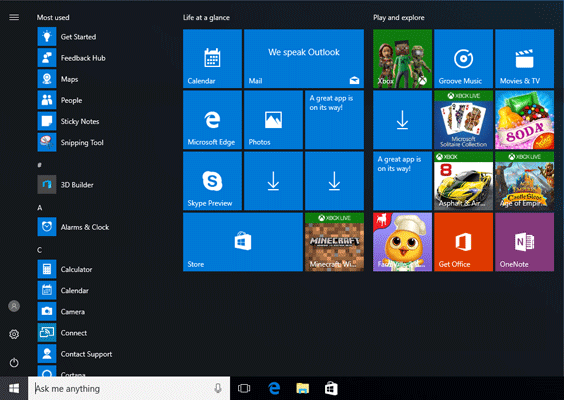 Most used
Get Started
Feedback Hub
Maps
People
Sticky Notes
Snipping Tool
#
3D Builder
A
Alarms & Clock
C
Calculator
Calendar
Camera
Connect
Contact Support
Cortana
Life at a glance
Calendar
We speak Outlook
Mail
Microsoft Edge
Photos
A great app is
on its way!
Skype Preview
Store
XBOX LIVE
Minecraft Wi...
Play and explore
Xbox
Groove Music
Movies & TV
XBOX LIVE
Microsoft
Solitaire Collection
SODA
A great app is
on its way!
XBOX
8
Asphalt 8: Air...
XBOX LIVE
Age of Empire...
Get Office
OneNote
Ask me anything